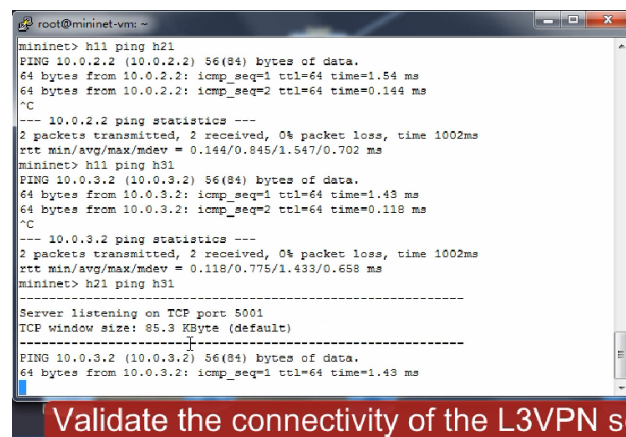 root@mininet-vm: ~
mininet> h11 ping h21
PING 10.0.2.2 (10.0.2.2) 56(84) bytes of data.
64 bytes from 10.0.2.2: icmp_seq=1 ttl=64 time=1.54 ms
64 bytes from 10.0.2.2: icmp_seq=2 ttl=64 time=0.144 ms
^C
--- 10.0.2.2 ping statistics ---
2 packets transmitted, 2 received, 0% packet loss, time 1002ms
rtt min/avg/max/mdev = 0.144/0.845/1.547/0.702 ms
mininet> h11 ping h31
PING 10.0.3.2 (10.0.3.2) 56(84) bytes of data.
64 bytes from 10.0.3.2: icmp_seq=1 ttl=64 time=1.43 ms
64 bytes from 10.0.3.2: icmp_seq=2 ttl=64 time=0.118 ms
^C
--- 10.0.3.2 ping statistics ---
2 packets transmitted, 2 received, 0% packet loss, time 1002ms
rtt min/avg/max/mdev = 0.118/0.775/1.433/0.658 ms
mininet> h21 ping h31
------------------------------------------------------------
Server listening on TCP port 5001
TCP window size: 85.3 KByte (default)
------------------------------------------------------------
PING 10.0.3.2 (10.0.3.2) 56(84) bytes of data.
64 bytes from 10.0.3.2: icmp_seq=1 ttl=64 time=1.43 ms
Validate the connectivity of the L3VPN